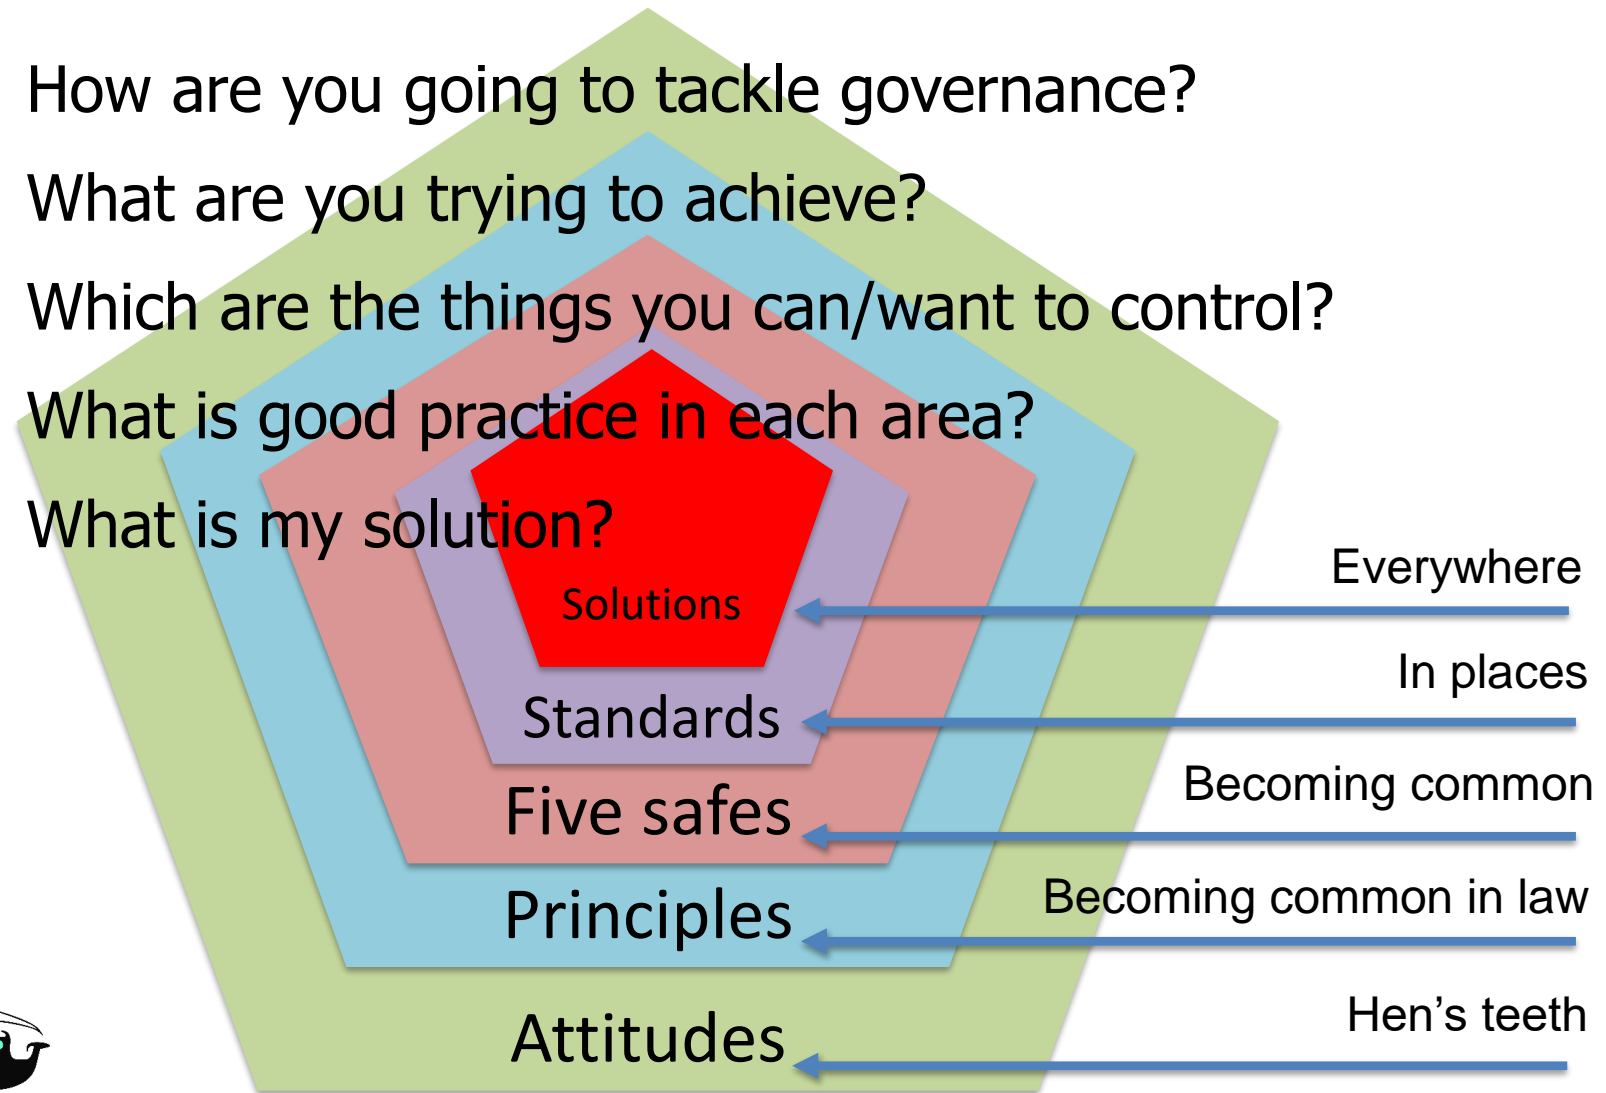 How are you going to tackle governance?
What are you trying to achieve?
Which are the things you can/want to control?
What is good practice in each area?
What is my solution?
Everywhere
Solutions
In places
Standards
Becoming common
Five safes
Becoming common in law
Principles
Hen’s teeth
Attitudes